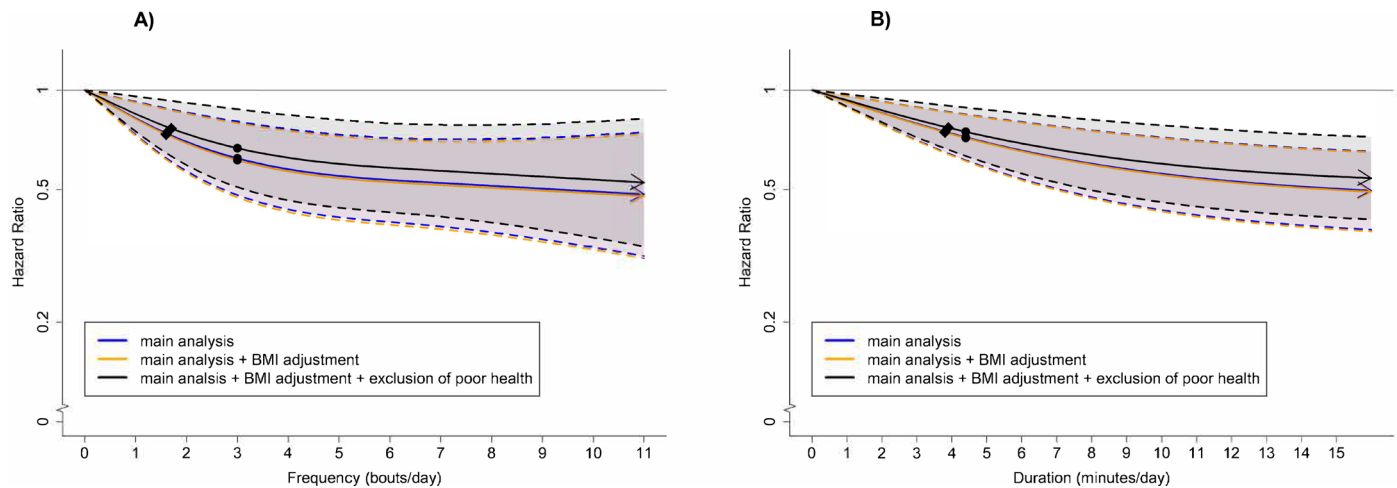 A)
Hazard Ratio
1
0.5
0.2
0
main analysis
main analysis + BMI adjustment
main analsis + BMI adjustment + exclusion of poor health
0 1 2 3 4 5 6 7 8 9 10 11
Frequency (bouts/day)
B)
Hazard Ratio
1
0.5
0.2
0
main analysis
main analysis + BMI adjustment
main analsis + BMI adjustment + exclusion of poor health
0 1 2 3 4 5 6 7 8 9 10 11 12 13 14 15
Duration (minutes/day)